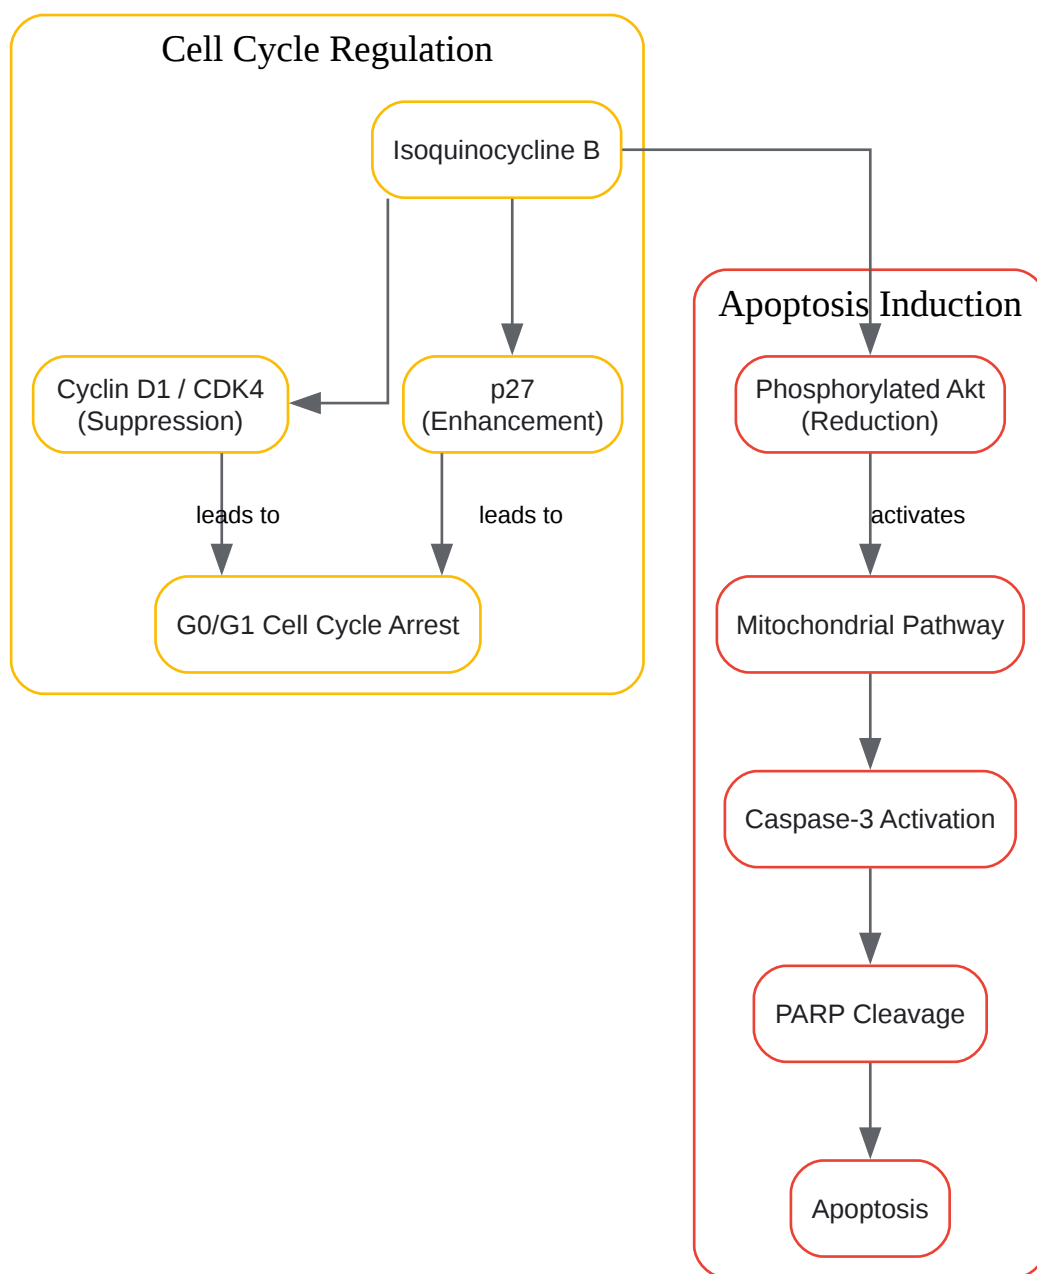 Cell Cycle Regulation
Isoquinocycline B
Cyclin D1 / CDK4
(Suppression)
p27
(Enhancement)
leads to
leads to
G0/G1 Cell Cycle Arrest
Apoptosis Induction
Phosphorylated Akt
(Reduction)
activates
Mitochondrial Pathway
Caspase-3 Activation
PARP Cleavage
Apoptosis